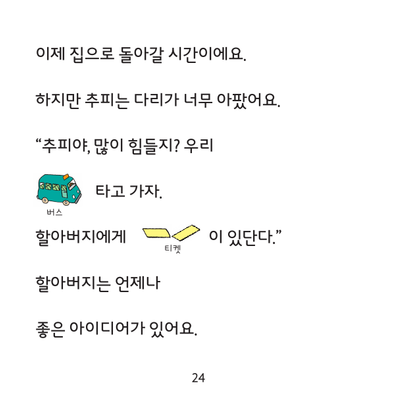 이제 집으로 돌아갈 시간이에요.
하지만 추피는 다리가 너무 아팠어요.
“추피야, 많이 힘들지? 우리
타고 가자.
버스
할아버지에게 이 있단다.”
티켓
할아버지는 언제나
좋은 아이디어가 있어요.
24